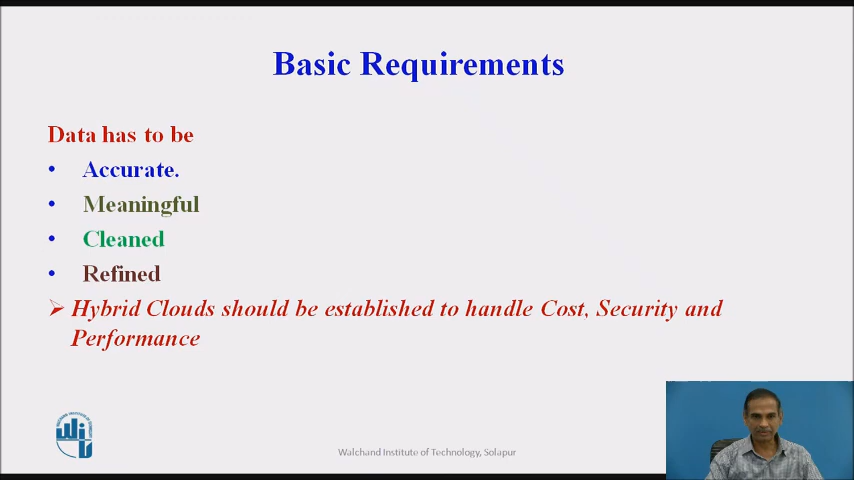 Basic Requirements
Data has to be
• Accurate.
• Meaningful
• Cleaned
• Refined
➢ Hybrid Clouds should be established to handle Cost, Security and
Performance
Walchand Institute of Technology, Solapur